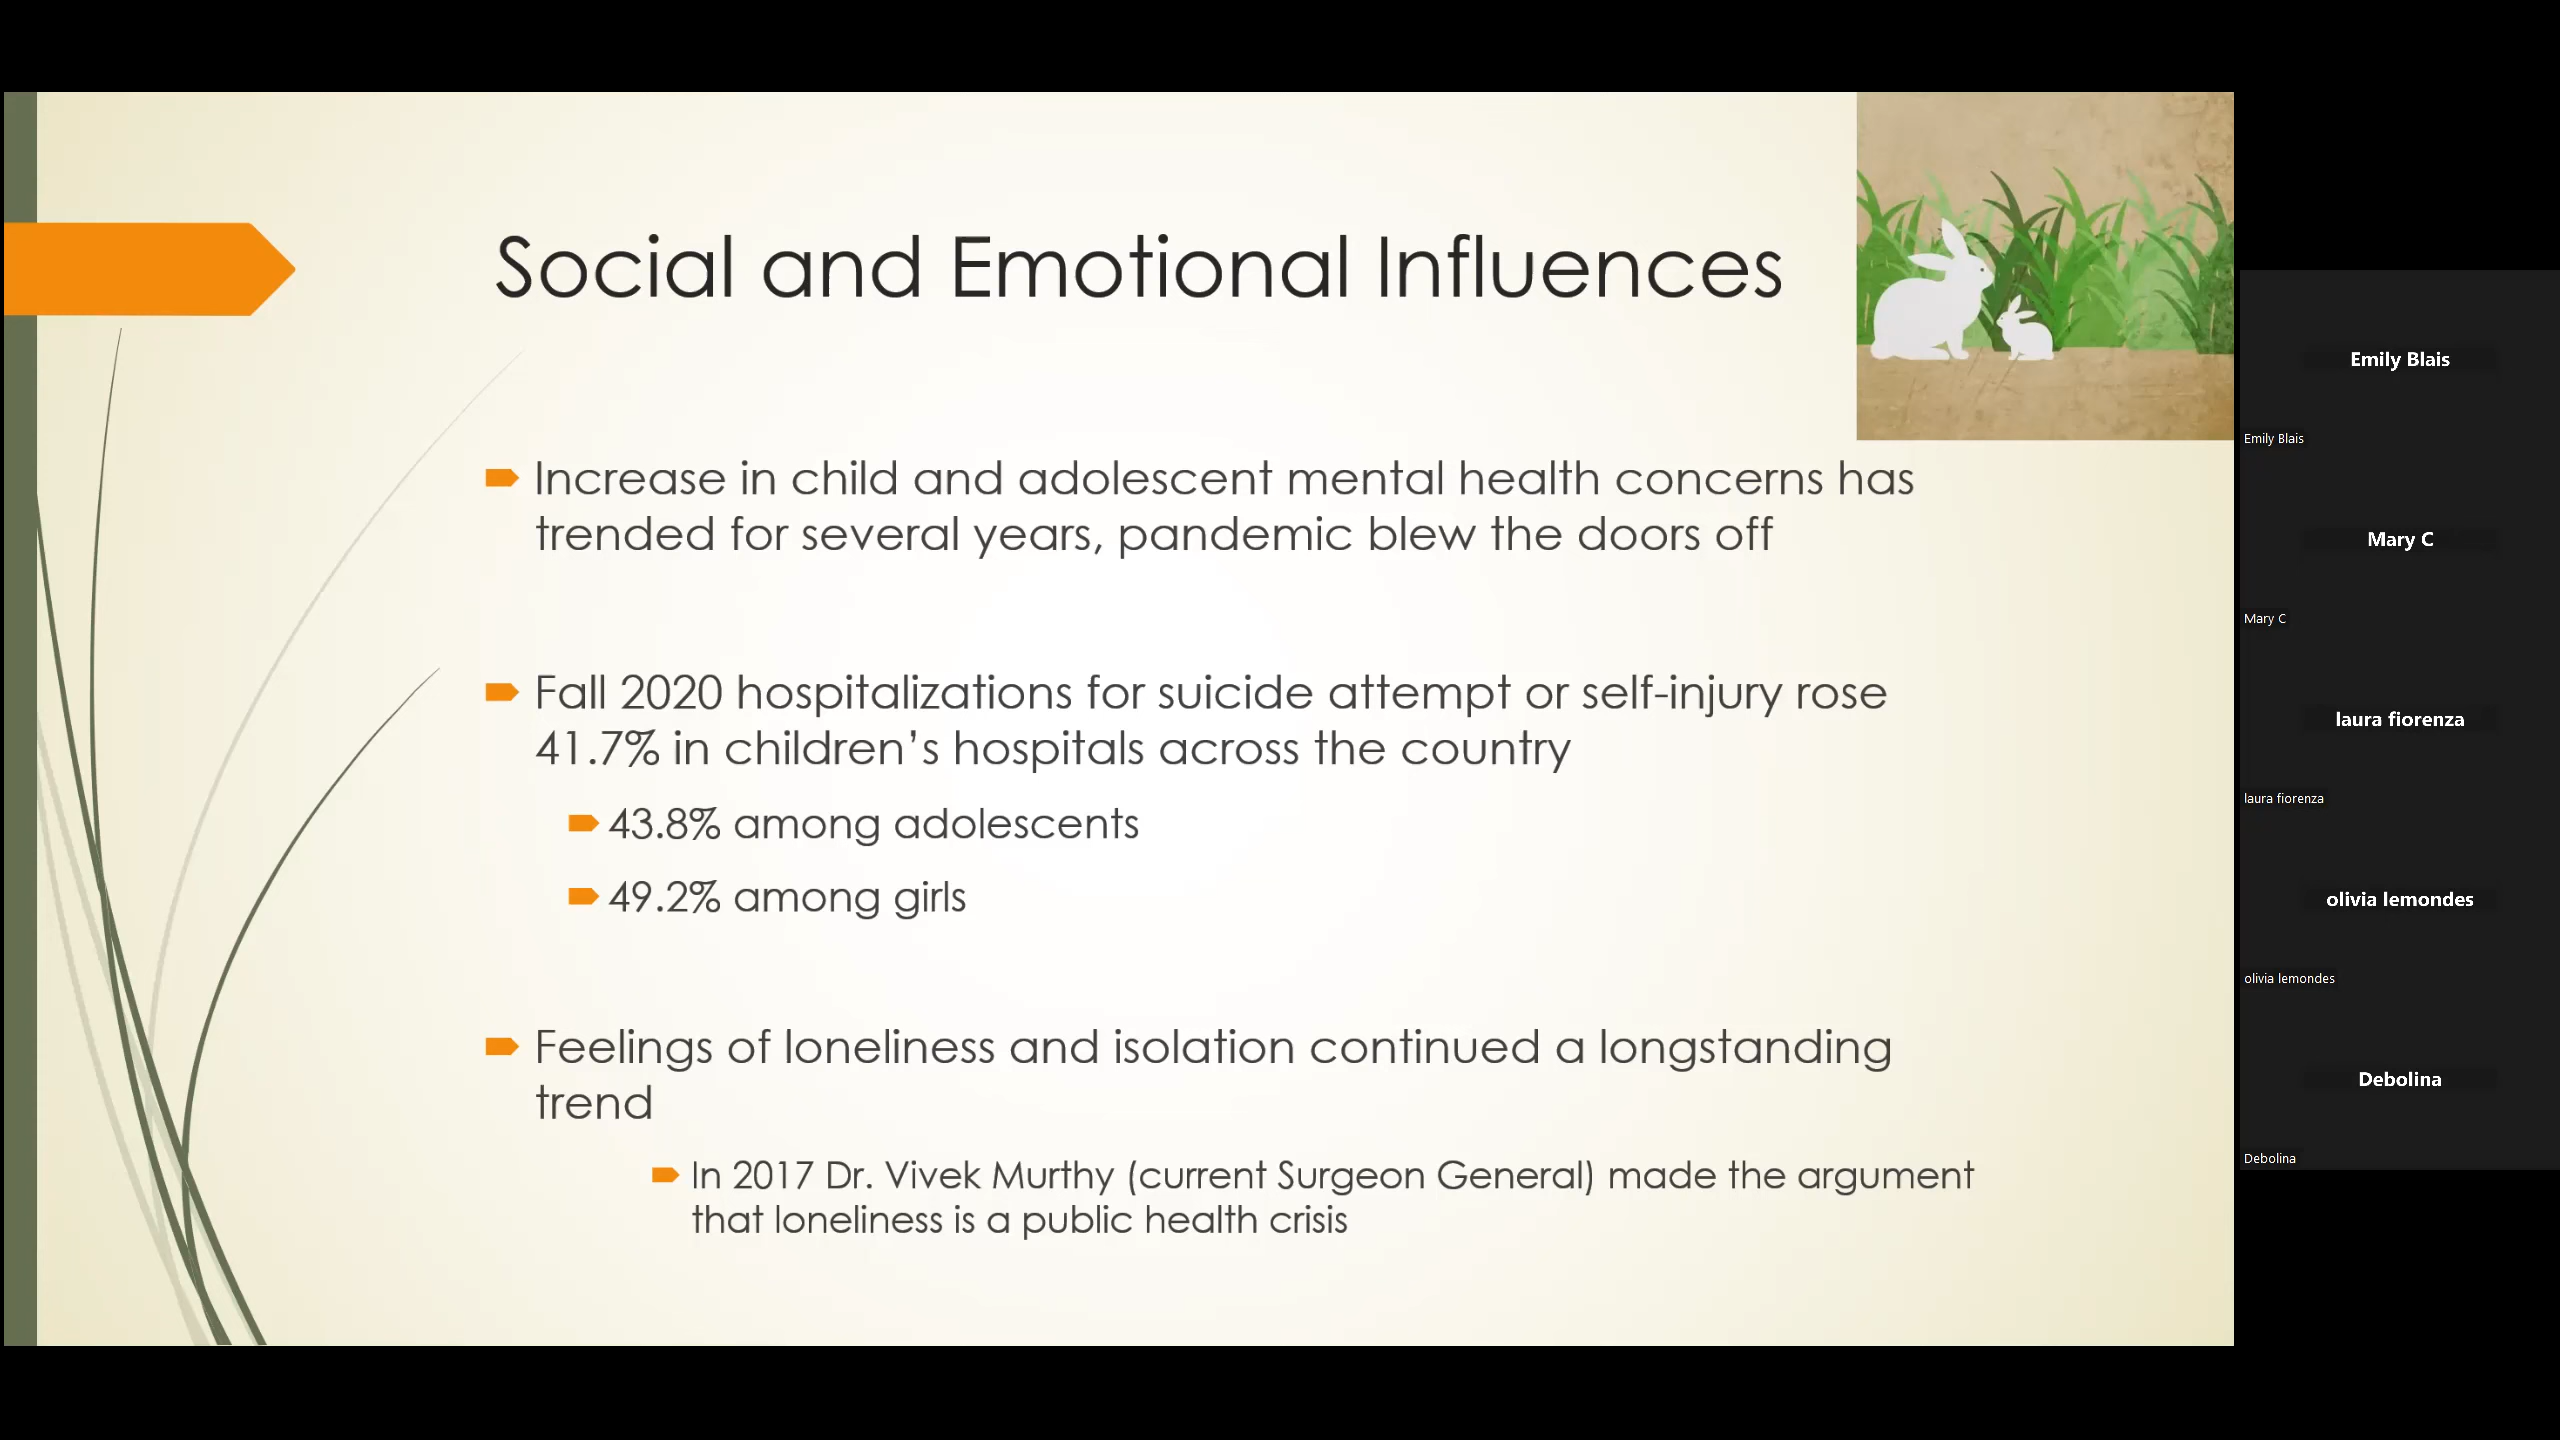 Social and Emotional Influences
Increase in child and adolescent mental health concerns has
trended for several years, pandemic blew the doors off
Fall 2020 hospitalizations for suicide attempt or self-injury rose
41.7% in children’s hospitals across the country
43.8% among adolescents
49.2% among girls
Feelings of loneliness and isolation continued a longstanding
trend
In 2017 Dr. Vivek Murthy (current Surgeon General) made the argument
that loneliness is a public health crisis
Emily Blais
Emily Blais
Mary C
Mary C
laura fiorenza
laura fiorenza
olivia lemondes
olivia lemondes
Debolina
Debolina